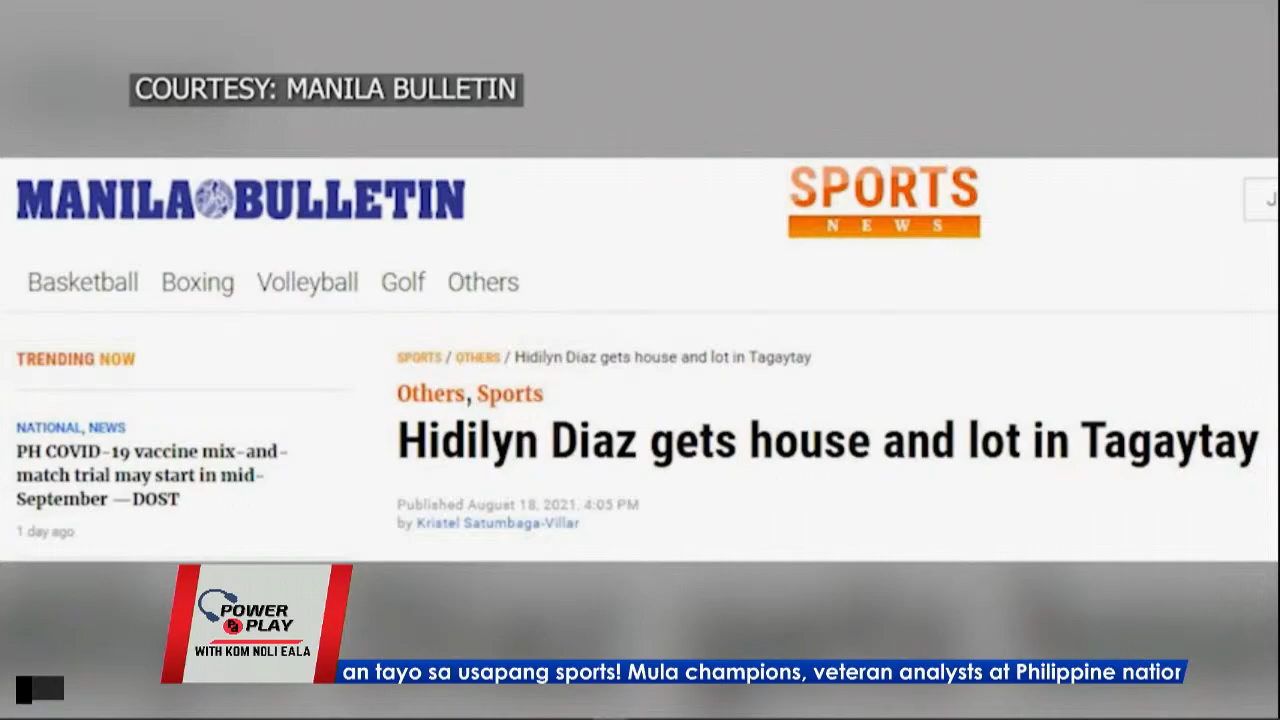 COURTESY: MANILA BULLETIN
MANILA BULLETIN
SPORTS
NEWS
J
Basketball Boxing Volleyball Golf Others
TRENDING NOW
NATIONAL, NEWS
PH COVID-19 vaccine mix-and-
match trial may start in mid-
September —DOST
1 day ago
SPORTS / OTHERS / Hidilyn Diaz gets house and lot in Tagaytay
Others, Sports
Hidilyn Diaz gets house and lot in Tagaytay
Published August 18, 2021, 4:05 PM
by Kristel Satumbaga-Villar
POWER
PLAY
WITH KOM NOLI EALA
an tayo sa usapang sports! Mula champions, veteran analysts at Philippine nation